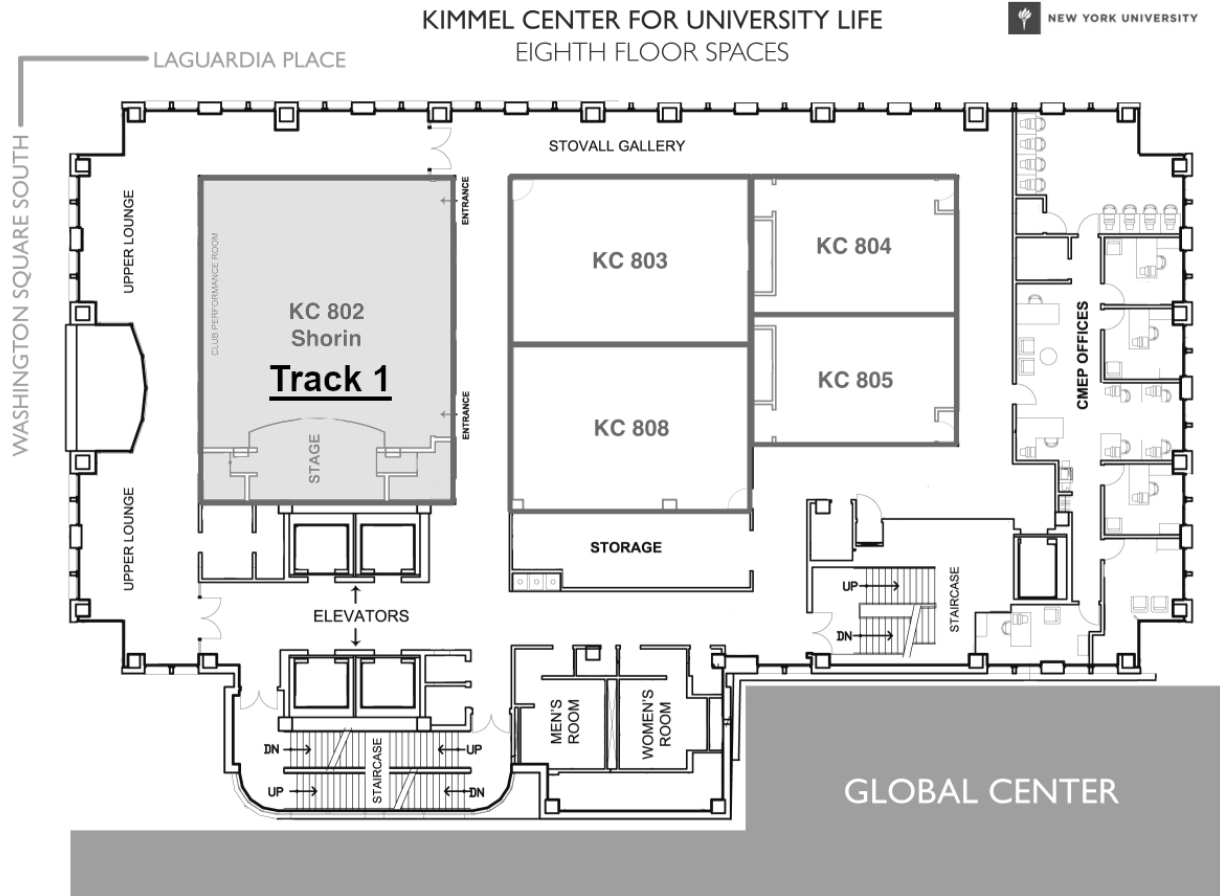 KIMMEL CENTER FOR UNIVERSITY LIFE
EIGHTH FLOOR SPACES
NEW YORK UNIVERSITY
LAGUARDIA PLACE
WASHINGTON SQUARE SOUTH
STOVALL GALLERY
UPPER LOUNGE
CLUB PERFORMANCE ROOM
ENTRANCE
KC 802
Shorin
Track 1
ENTRANCE
STAGE
KC 803
KC 804
KC 805
KC 808
CMEP OFFICES
UPPER LOUNGE
STORAGE
ELEVATORS
UP
DN
STAIRCASE
MEN'S
ROOM
WOMEN'S
ROOM
DN
UP
STAIRCASE
UP
DN
GLOBAL CENTER